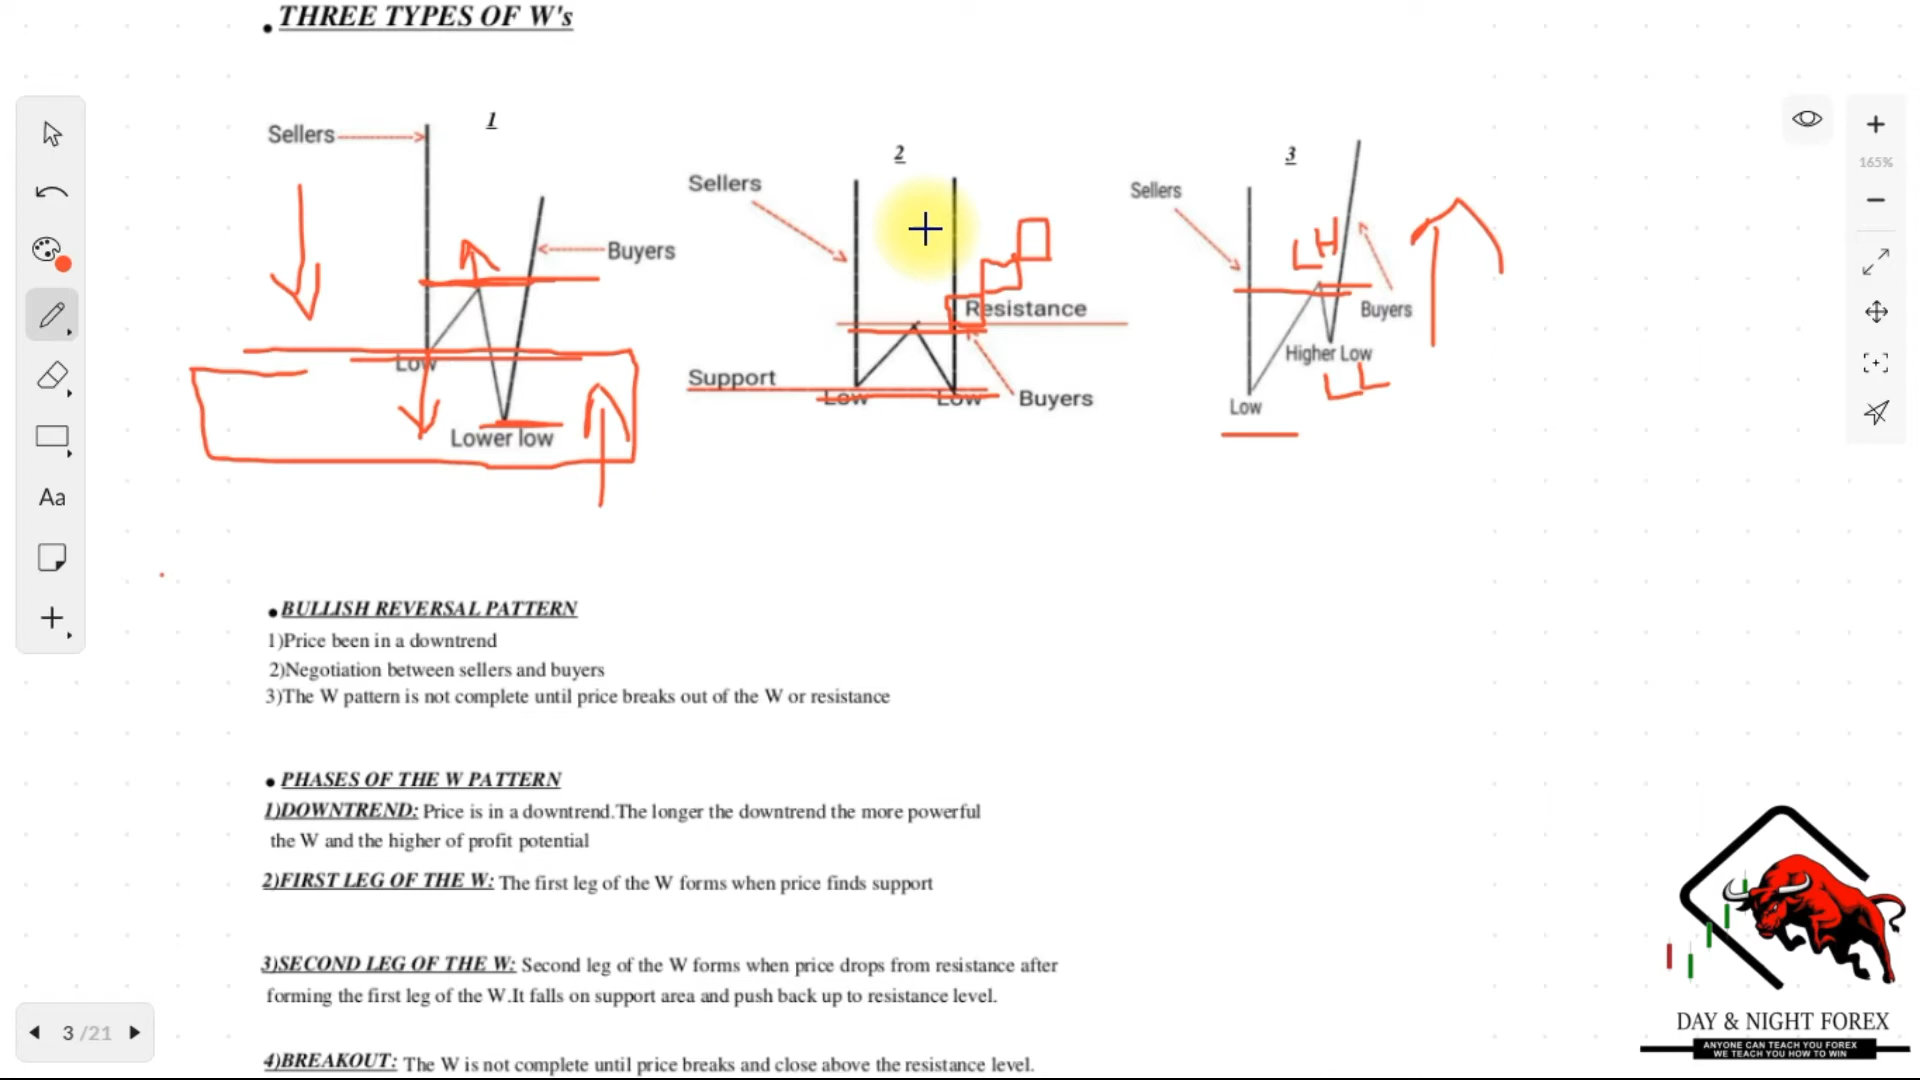 • THREE TYPES OF W's
1
2
3
Sellers
Sellers
Sellers
Buyers
LH
Resistance
Buyers
Higher Low
LL
Low
Support
Low
Low
Low
Buyers
Lower low
165%
Aa
• BULLISH REVERSAL PATTERN
1)Price been in a downtrend
2)Negotiation between sellers and buyers
3)The W pattern is not complete until price breaks out of the W or resistance
• PHASES OF THE W PATTERN
1)DOWNTREND: Price is in a downtrend.The longer the downtrend the more powerful
the W and the higher of profit potential
2)FIRST LEG OF THE W: The first leg of the W forms when price finds support
3)SECOND LEG OF THE W: Second leg of the W forms when price drops from resistance after
forming the first leg of the W.It falls on support area and push back up to resistance level.
4)BREAKOUT: The W is not complete until price breaks and close above the resistance level.
3 /21
DAY & NIGHT FOREX
ANYONE CAN TEACH YOU FOREX
WE TEACH YOU HOW TO WIN